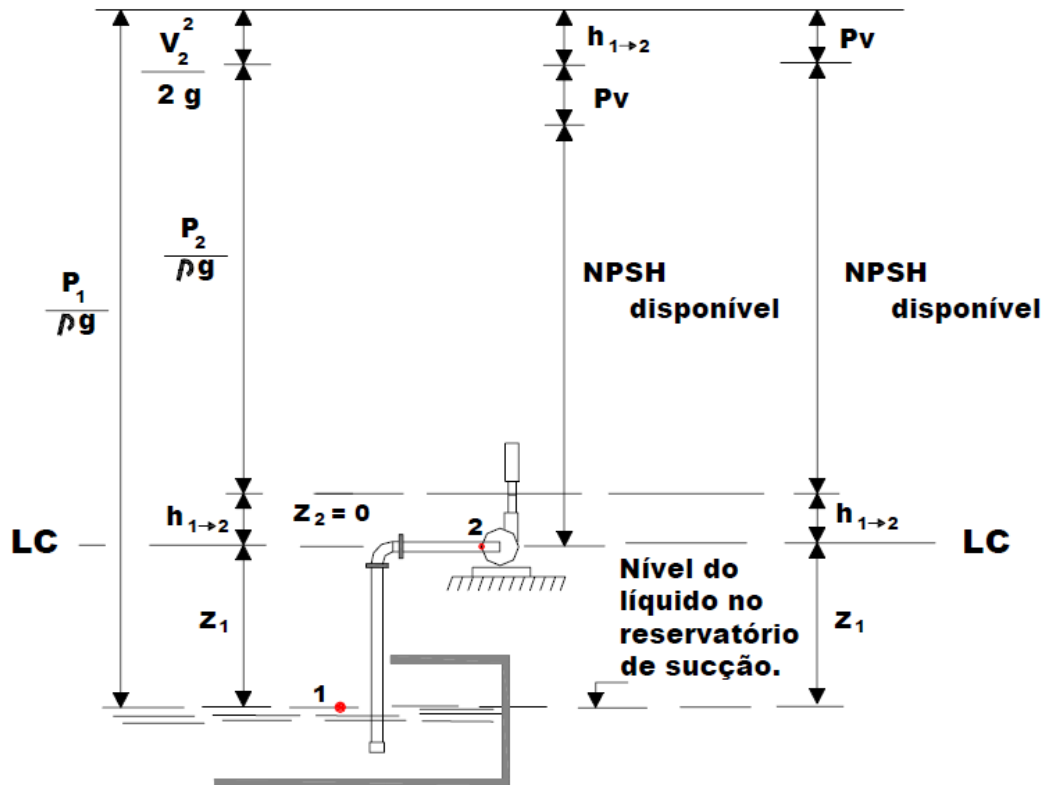 V₂²
2 g
h 1→2
Pv
Pv
P₂
ρg
P₁
ρg
NPSH
disponível
NPSH
disponível
h 1→2
Z₂ = 0
2
h 1→2
LC
LC
Nível do
líquido no
reservatório
de sucção.
Z₁
Z₁
1